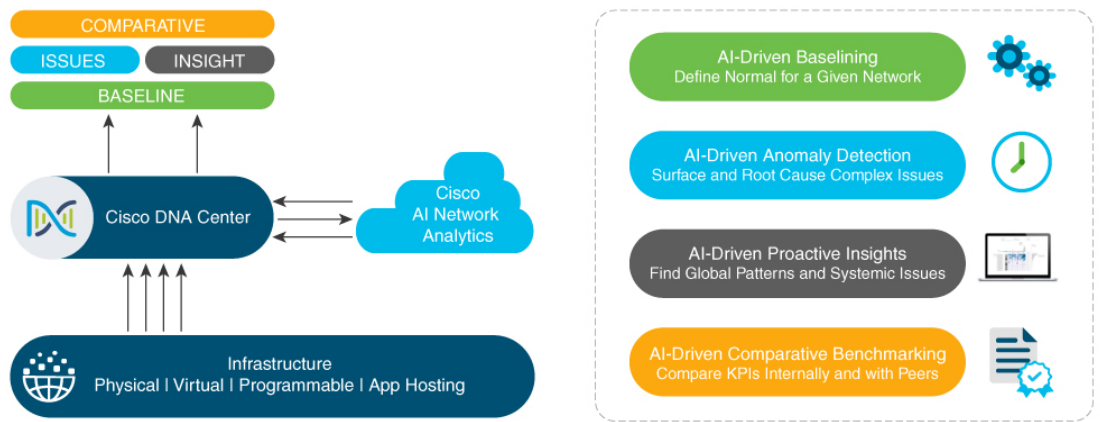 COMPARATIVE
ISSUES
INSIGHT
BASELINE
Cisco DNA Center
Cisco
AI Network
Analytics
Infrastructure
Physical | Virtual | Programmable | App Hosting
AI-Driven Baselining
Define Normal for a Given Network
AI-Driven Anomaly Detection
Surface and Root Cause Complex Issues
AI-Driven Proactive Insights
Find Global Patterns and Systemic Issues
AI-Driven Comparative Benchmarking
Compare KPIs Internally and with Peers